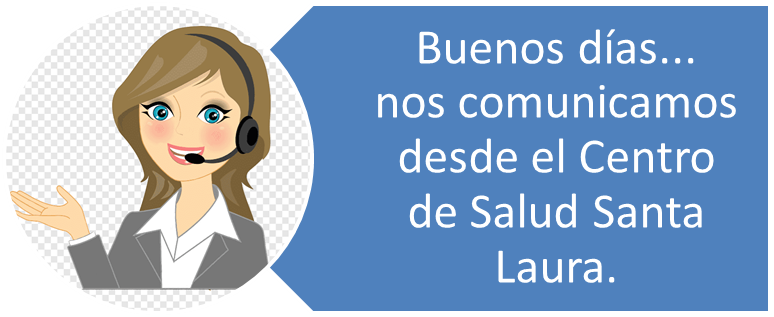 Buenos días...
nos comunicamos
desde el Centro
de Salud Santa
Laura.